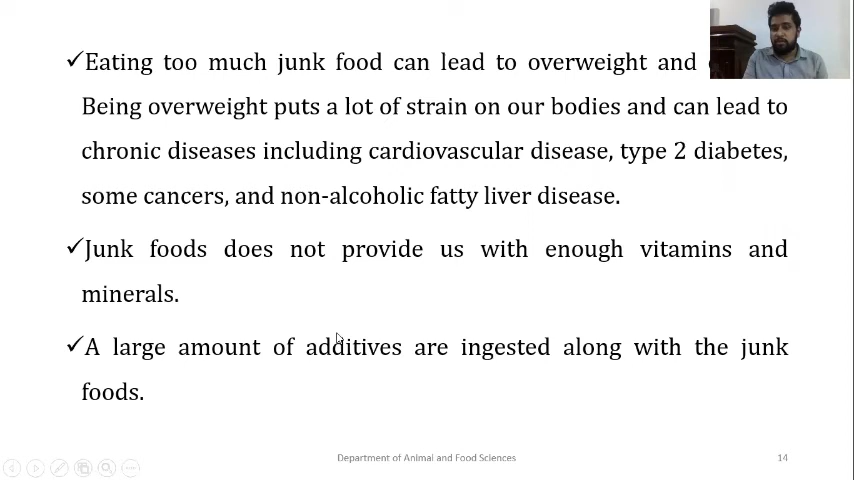 ✓Eating too much junk food can lead to overweight and
Being overweight puts a lot of strain on our bodies and can lead to
chronic diseases including cardiovascular disease, type 2 diabetes,
some cancers, and non-alcoholic fatty liver disease.
✓Junk foods does not provide us with enough vitamins and
minerals.
✓A large amount of additives are ingested along with the junk
foods.
Department of Animal and Food Sciences
14